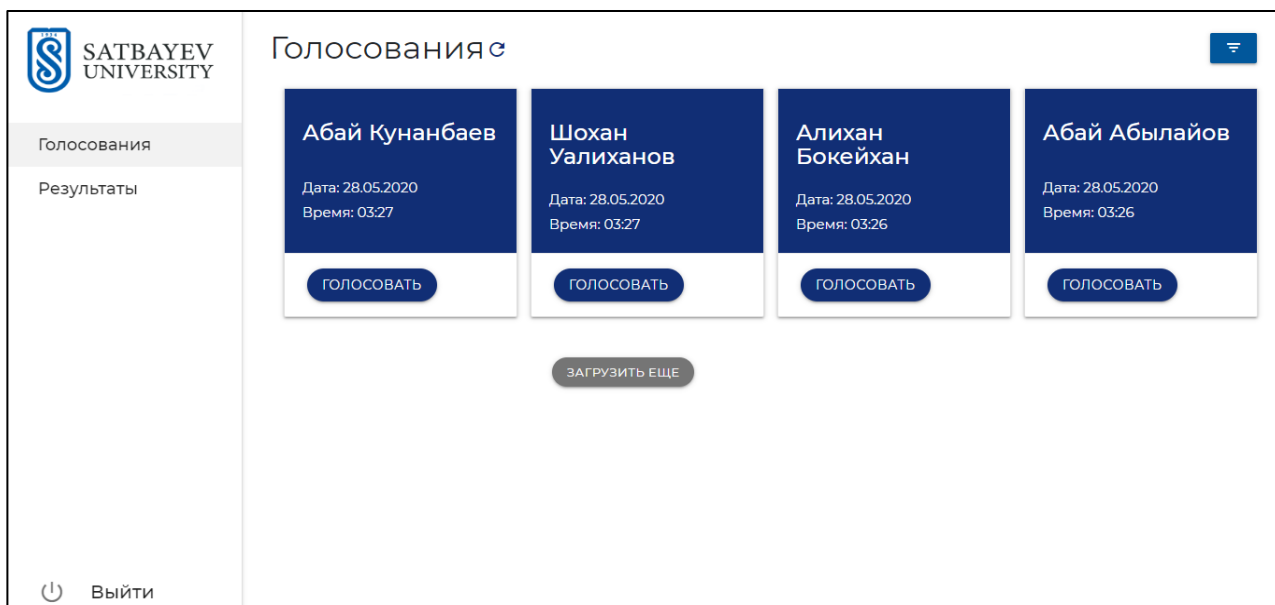 SATBAYEV
UNIVERSITY
Голосования
Голосования
Результаты
Абай Кунанбаев
Дата: 28.05.2020
Время: 03:27
ГОЛОСОВАТЬ
Шохан
Уалиханов
Дата: 28.05.2020
Время: 03:27
ГОЛОСОВАТЬ
Алихан
Бокейхан
Дата: 28.05.2020
Время: 03:26
ГОЛОСОВАТЬ
Абай Абылайов
Дата: 28.05.2020
Время: 03:26
ГОЛОСОВАТЬ
ЗАГРУЗИТЬ ЕЩЕ
Выйти